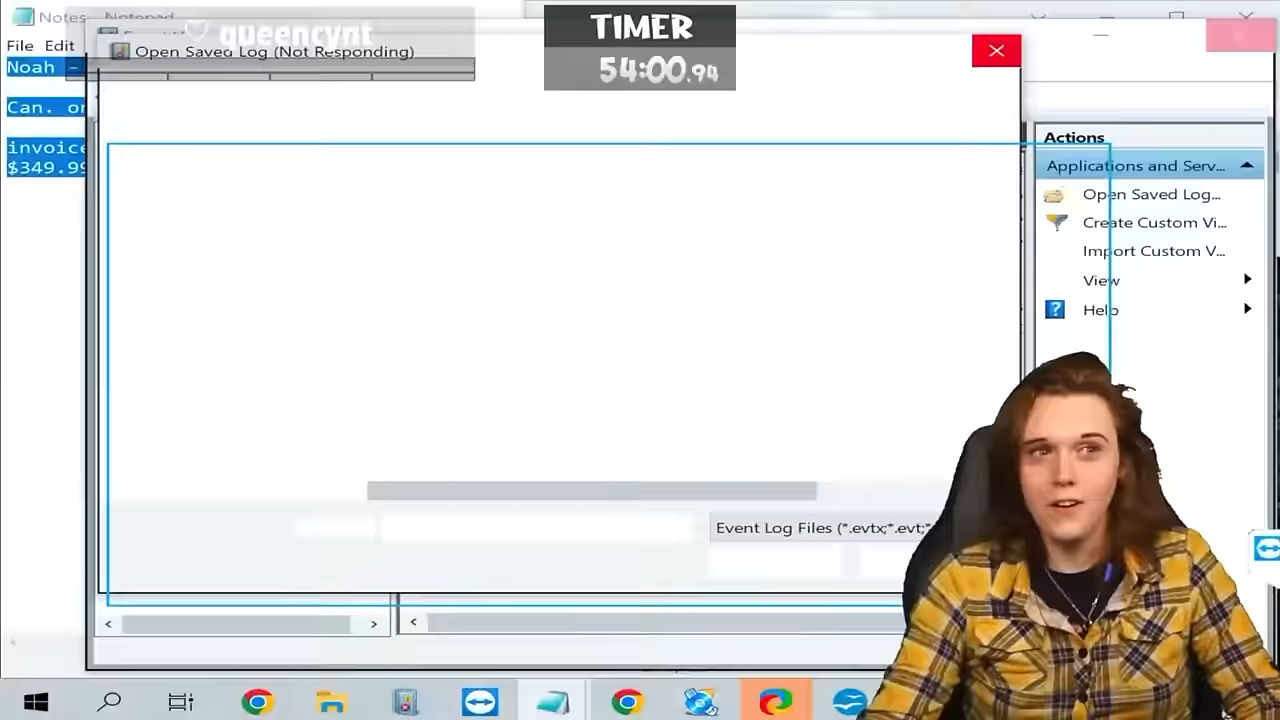 Notes - Notepad
queencynt
TIMER
54:00.94
File Edit
Open Saved Log (Not Responding)
Noah -
Can. or
invoice
$349.99
Actions
Applications and Serv...
Open Saved Log...
Create Custom Vi...
Import Custom V...
View
Help
Event Log Files (*.evtx;*.evt;*